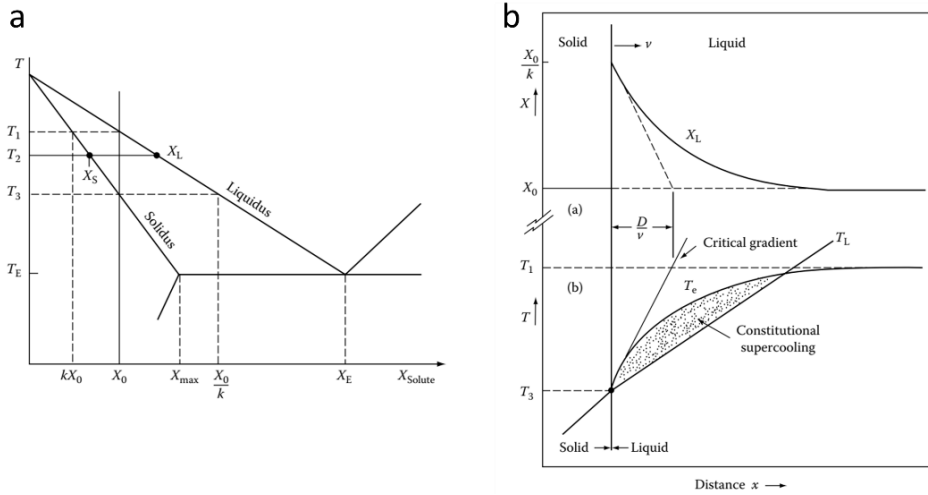 a
T
T1
T2
T3
TE
XL
XS
Liquidus
Solidus
kX0
X0
Xmax
X0/k
XE
XSolute
b
Solid
v
Liquid
X0/k
X
XL
X0
(a)
D/v
Critical gradient
TL
T1
(b)
Te
T
Constitutional
supercooling
T3
Solid
Liquid
Distance x